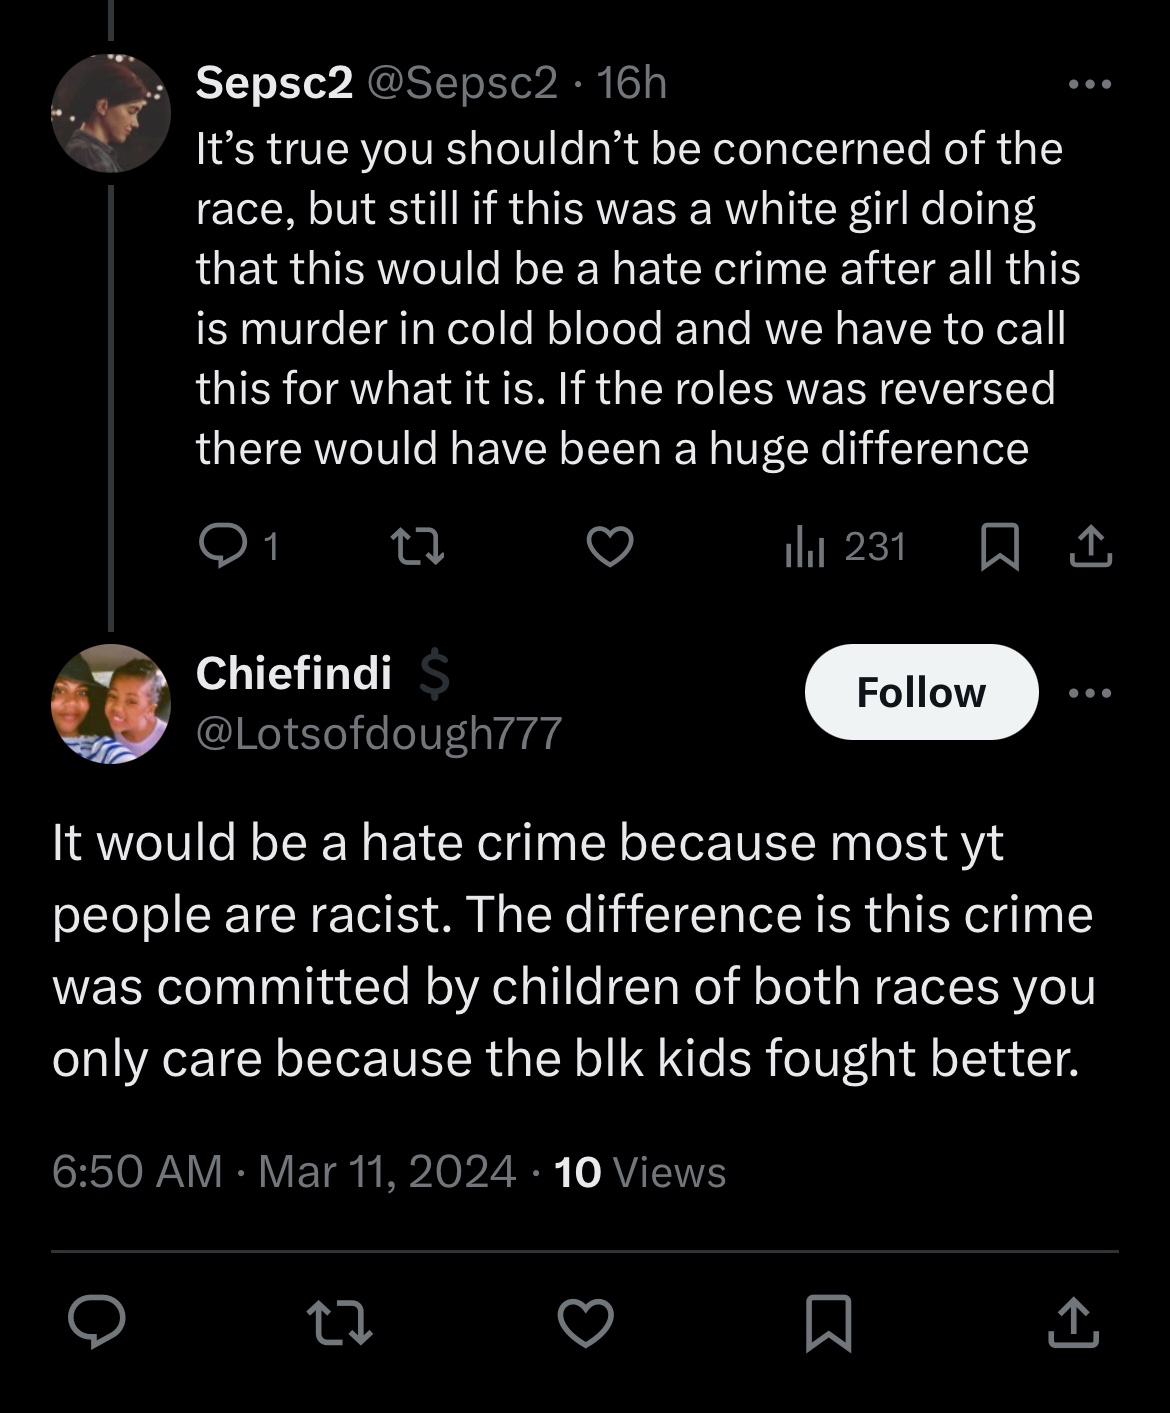 Sepsc2 @Sepsc2 · 16h
It’s true you shouldn’t be concerned of the
race, but still if this was a white girl doing
that this would be a hate crime after all this
is murder in cold blood and we have to call
this for what it is. If the roles was reversed
there would have been a huge difference
1 231
Chiefindi 💲
Follow
@Lotsofdough777
It would be a hate crime because most yt
people are racist. The difference is this crime
was committed by children of both races you
only care because the blk kids fought better.
6:50 AM · Mar 11, 2024 · 10 Views